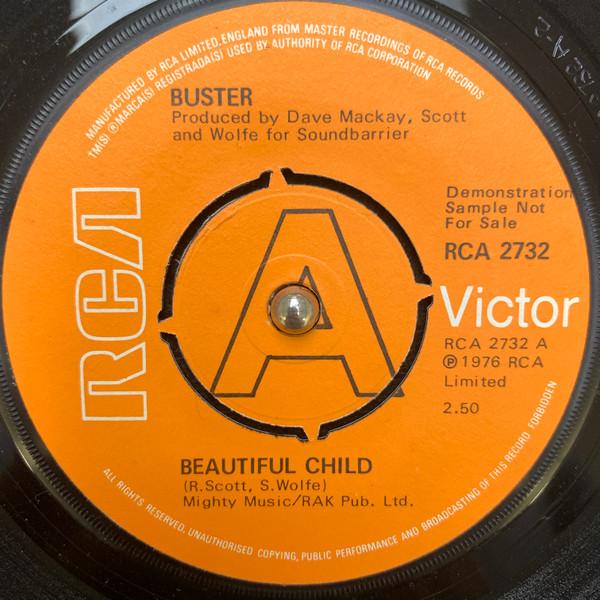 MANUFACTURED BY RCA LIMITED, ENGLAND FROM MASTER RECORDINGS OF RCA RECORDS
TM(S) ® MARCA(S) REGISTRADA(S) USED BY AUTHORITY OF RCA CORPORATION
BUSTER
Produced by Dave Mackay, Scott
and Wolfe for Soundbarrier
RCA
A
Demonstration
Sample Not
For Sale
RCA 2732
Victor
RCA 2732 A
℗ 1976 RCA
Limited
2.50
BEAUTIFUL CHILD
(R.Scott, S.Wolfe)
Mighty Music/RAK Pub. Ltd.
ALL RIGHTS RESERVED, UNAUTHORISED COPYING, PUBLIC PERFORMANCE AND BROADCASTING OF THIS RECORD FORBIDDEN